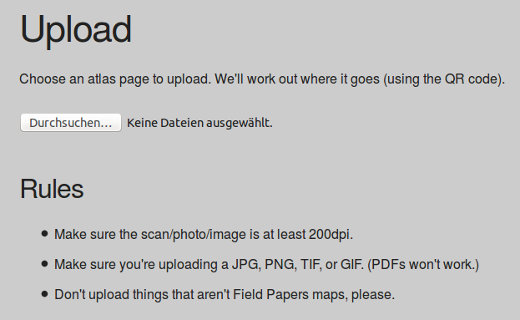 Upload
Choose an atlas page to upload. We'll work out where it goes (using the QR code).
Durchsuchen... Keine Dateien ausgewählt.
Rules
• Make sure the scan/photo/image is at least 200dpi.
• Make sure you're uploading a JPG, PNG, TIF, or GIF. (PDFs won't work.)
• Don't upload things that aren't Field Papers maps, please.